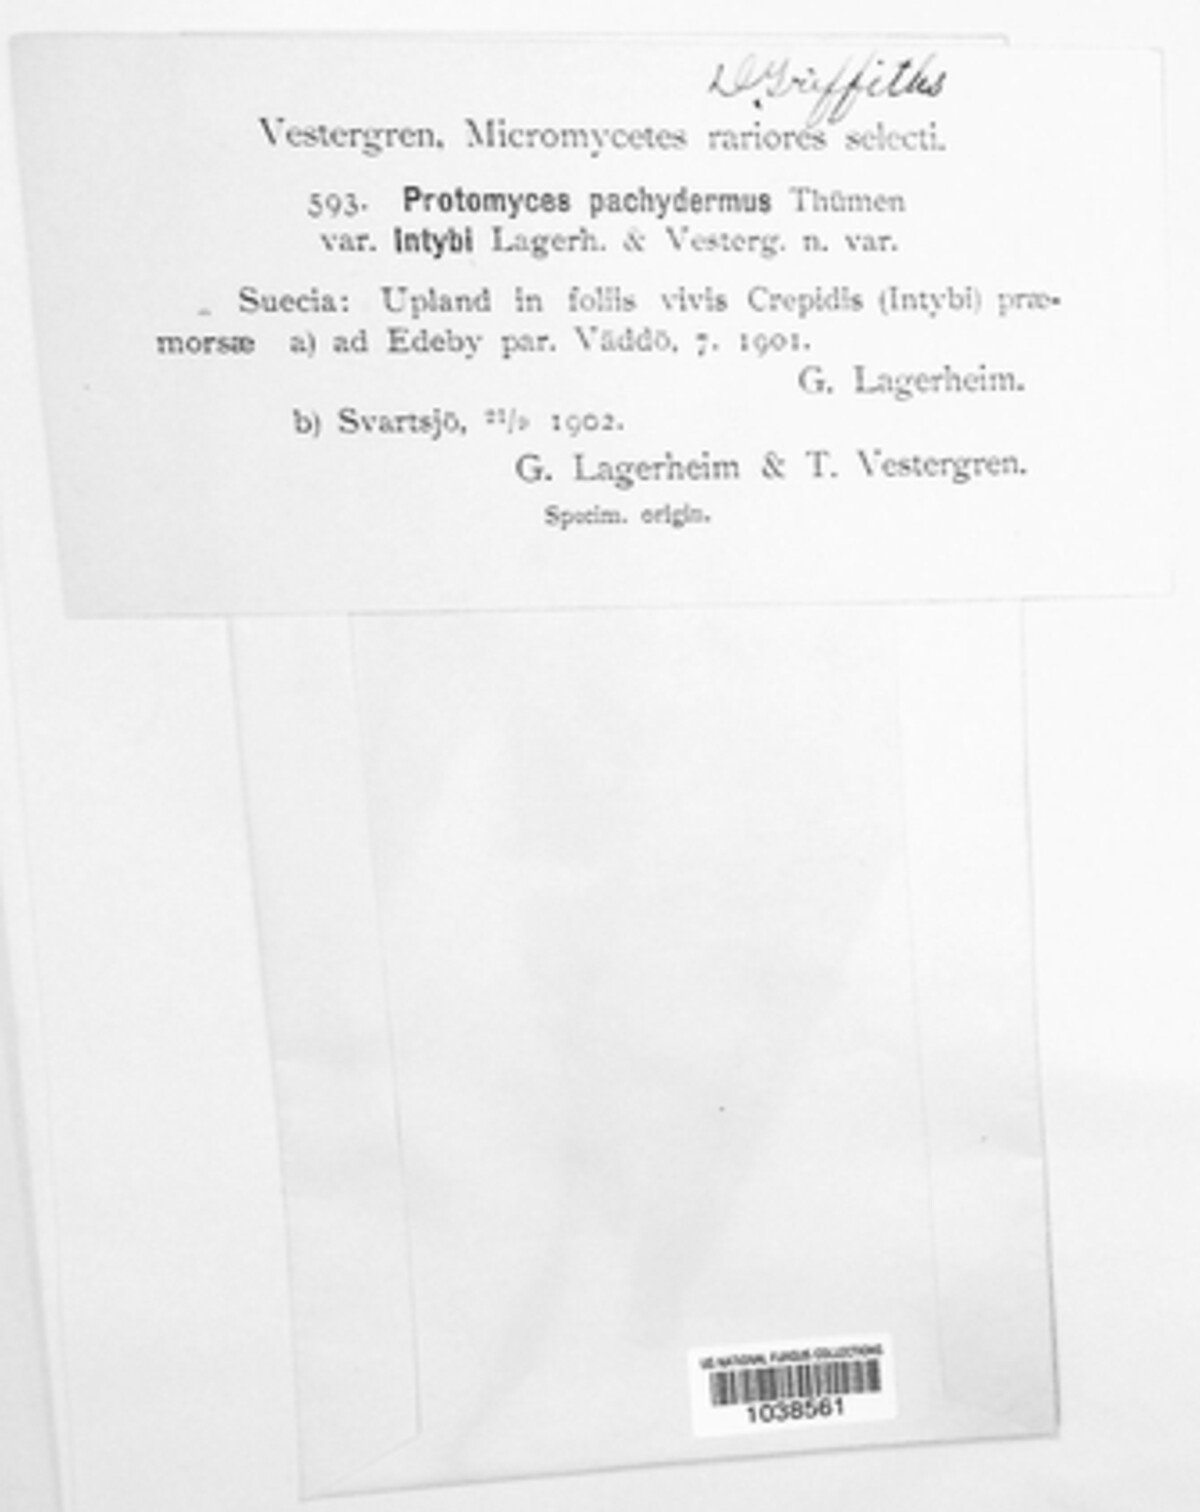 D Griffiths
Vestergren, Micromycetes rariores selecti.
593. Protomyces pachydermus Thümen
var. Intybi Lagerh. & Vesterg. n. var.
Suecia: Upland in foliis vivis Crepidis (Intybi) præ-
morsæ a) ad Edeby par. Väddö, 7. 1901.
G. Lagerheim.
b) Svartsjö, 1902.
G. Lagerheim & T. Vestergren.
Specim. origin.
US NATIONAL FUNGUS COLLECTIONS
1038561